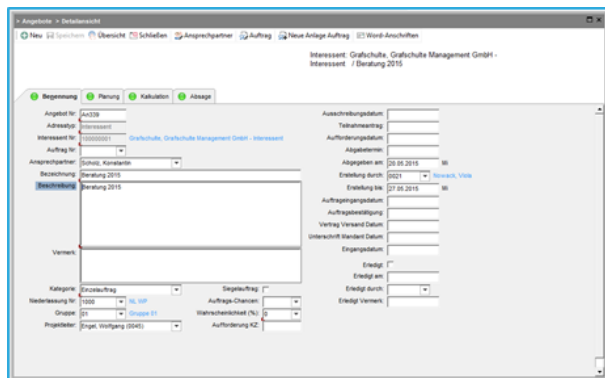 > Angebote > Detailansicht
Neu Speichern Übersicht Schließen Ansprechpartner Auftrag Neue Anlage Auftrag Word-Anschriften
Interessent: Grafschulte, Grafschulte Management GmbH -
Interessent / Beratung 2015
Benennung Planung Kalkulation Absage
Angebot Nr: An339
Adresstyp: Interessent
Interessent Nr: 100000001 Grafschulte, Grafschulte Management GmbH - Interessent
Auftrag Nr:
Ansprechpartner: Scholz, Konstantin
Bezeichnung: Beratung 2015
Beschreibung: Beratung 2015
Vermerk:
Kategorie: Einzelauftrag Siegelauftrag:
Niederlassung Nr: 1000 NL WP Auftrags-Chancen:
Gruppe: 01 Gruppe 01 Wahrscheinlichkeit (%): 0
Projektleiter: Engel, Wolfgang (0045) Aufforderung KZ:
Ausschreibungsdatum:
Teilnahmeantrag:
Aufforderungsdatum:
Abgabetermin:
Abgegeben am: 20.05.2015 Mi
Erstellung durch: 0021 Nowack, Viola
Erstellung bis: 27.05.2015 Mi
Auftrageingangsdatum:
Auftragsbestätigung:
Vertrag Versand Datum:
Unterschrift Mandant Datum:
Eingangsdatum:
Erledigt:
Erledigt am:
Erledigt durch:
Erledigt Vermerk: